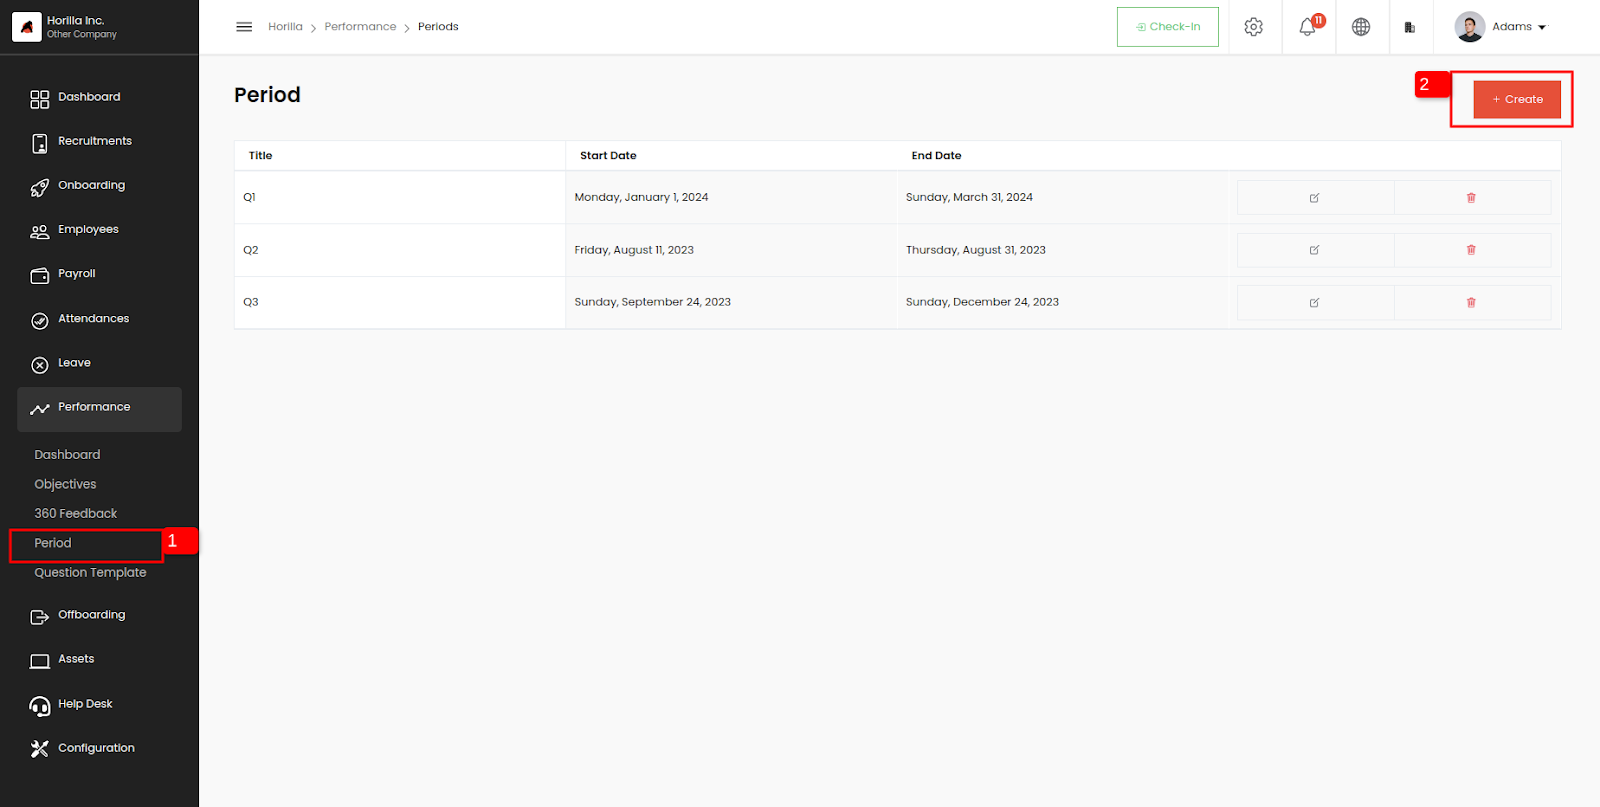 Horilla Inc.
Other Company
Horilla > Performance > Periods
Check-In
11
Adams
Dashboard
Recruitments
Onboarding
Employees
Payroll
Attendances
Leave
Performance
Dashboard
Objectives
360 Feedback
Period
1
Question Template
Offboarding
Assets
Help Desk
Configuration
Period
2
+ Create
Title Start Date End Date
Q1 Monday, January 1, 2024 Sunday, March 31, 2024
Q2 Friday, August 11, 2023 Thursday, August 31, 2023
Q3 Sunday, September 24, 2023 Sunday, December 24, 2023